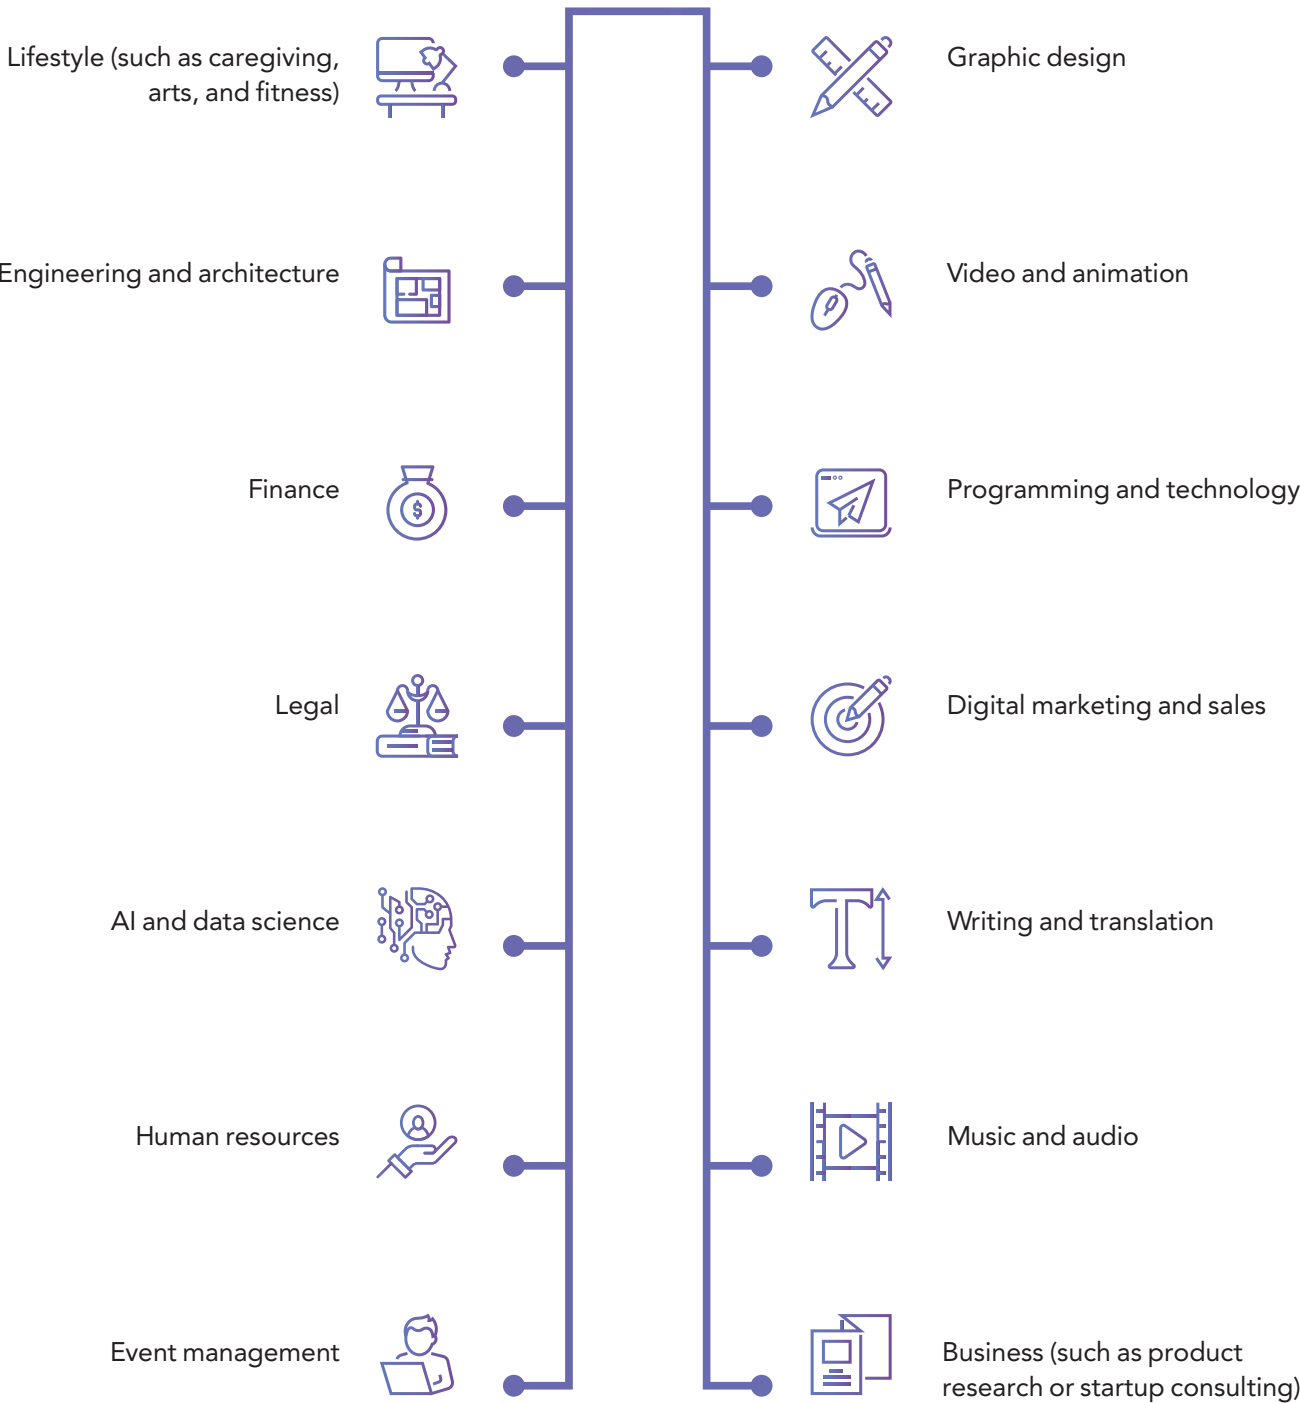 Lifestyle (such as caregiving,
arts, and fitness)
Engineering and architecture
Finance
$
Legal
AI and data science
Human resources
Event management
Graphic design
Video and animation
Programming and technology
Digital marketing and sales
Writing and translation
Music and audio
Business (such as product
research or startup consulting)